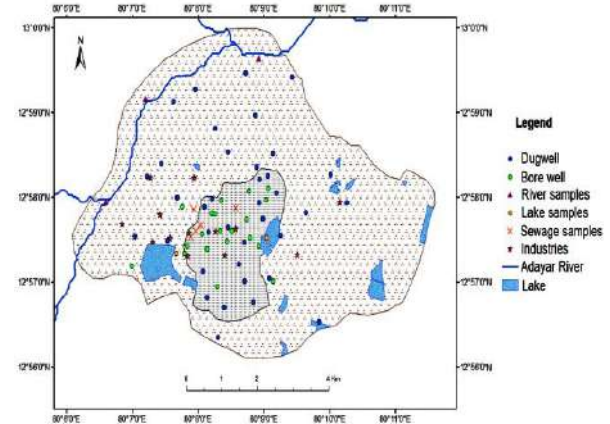 80°6'0"E 80°7'0"E 80°8'0"E 80°9'0"E 80°10'0"E 80°11'0"E
13°0'0"N 13°0'0"N
N
12°59'0"N 12°59'0"N
12°58'0"N 12°58'0"N
12°57'0"N 12°57'0"N
12°56'0"N 12°56'0"N
Legend
Dugwell
Bore well
River samples
Lake samples
Sewage samples
Industries
Adayar River
Lake
0 1 2 4 Km
80°6'0"E 80°7'0"E 80°8'0"E 80°9'0"E 80°10'0"E 80°11'0"E